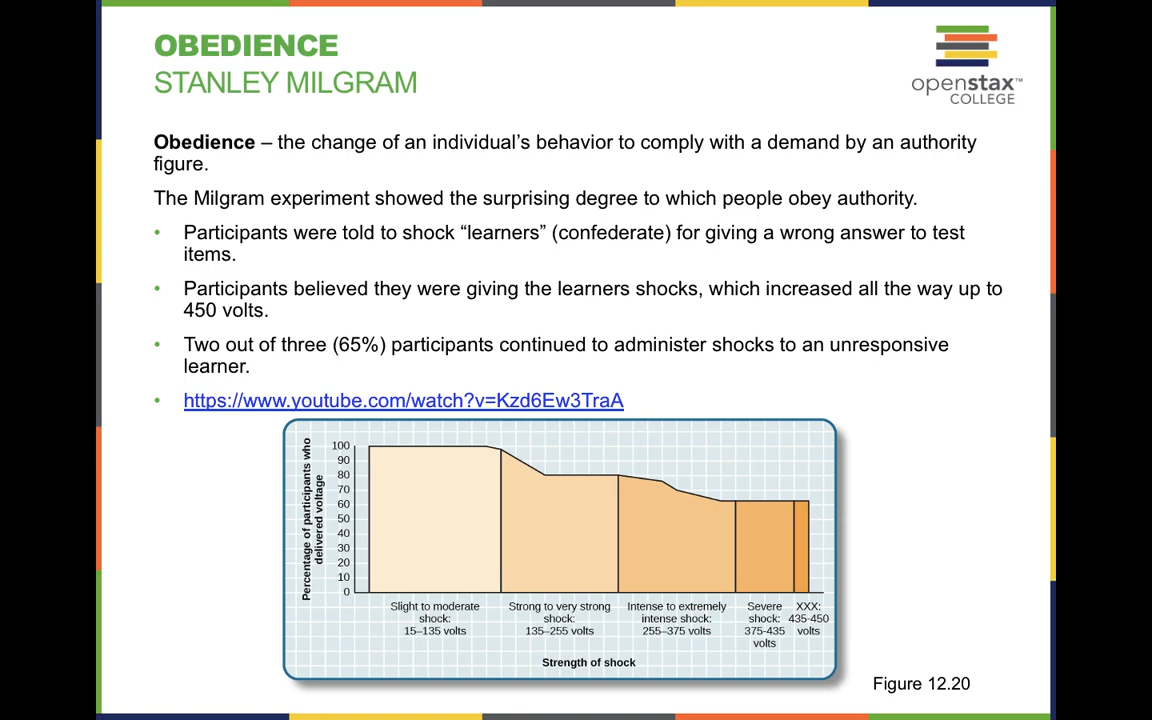 OBEDIENCE
STANLEY MILGRAM
openstax™
COLLEGE
Obedience – the change of an individual’s behavior to comply with a demand by an authority
figure.
The Milgram experiment showed the surprising degree to which people obey authority.
• Participants were told to shock “learners” (confederate) for giving a wrong answer to test
items.
• Participants believed they were giving the learners shocks, which increased all the way up to
450 volts.
• Two out of three (65%) participants continued to administer shocks to an unresponsive
learner.
• https://www.youtube.com/watch?v=Kzd6Ew3TraA
Percentage of participants who
delivered voltage
100
90
80
70
60
50
40
30
20
10
0
Slight to moderate
shock:
15–135 volts
Strong to very strong
shock:
135–255 volts
Intense to extremely
intense shock:
255–375 volts
Severe
shock:
375-435
volts
XXX:
435-450
volts
Strength of shock
Figure 12.20